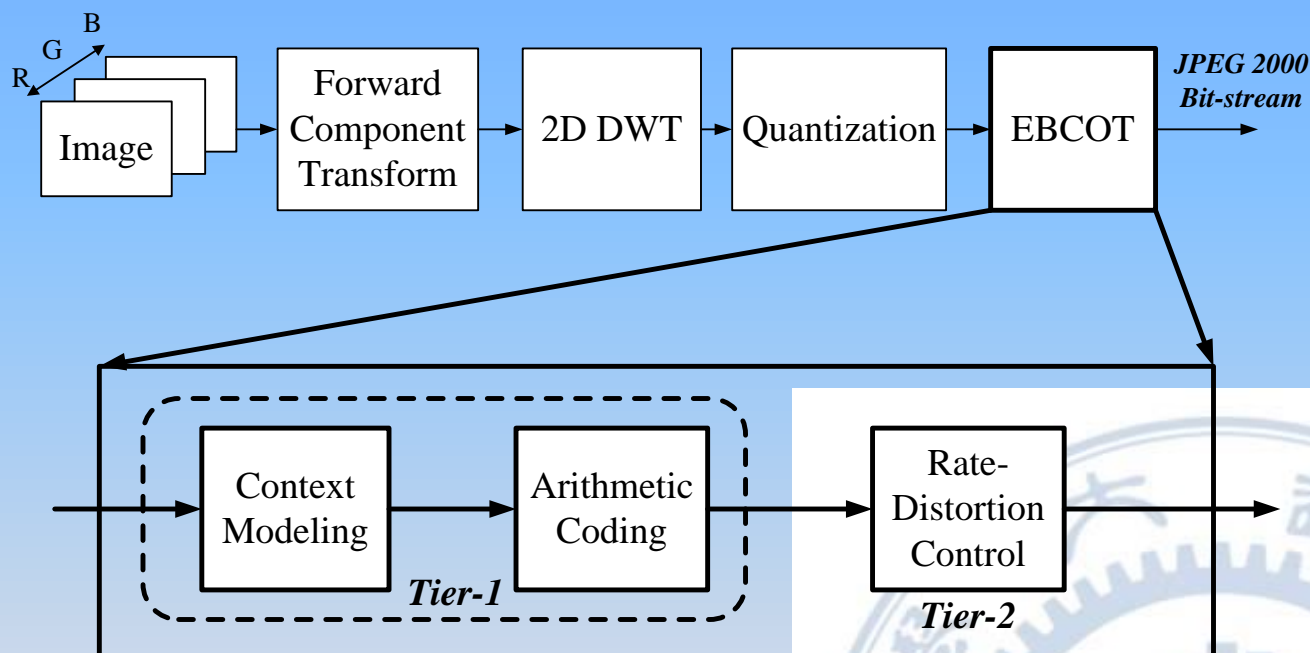 B
G
R
Image
Forward
Component
Transform
2D DWT
Quantization
EBCOT
JPEG 2000
Bit-stream
Context
Modeling
Arithmetic
Coding
Tier-1
Rate-
Distortion
Control
Tier-2